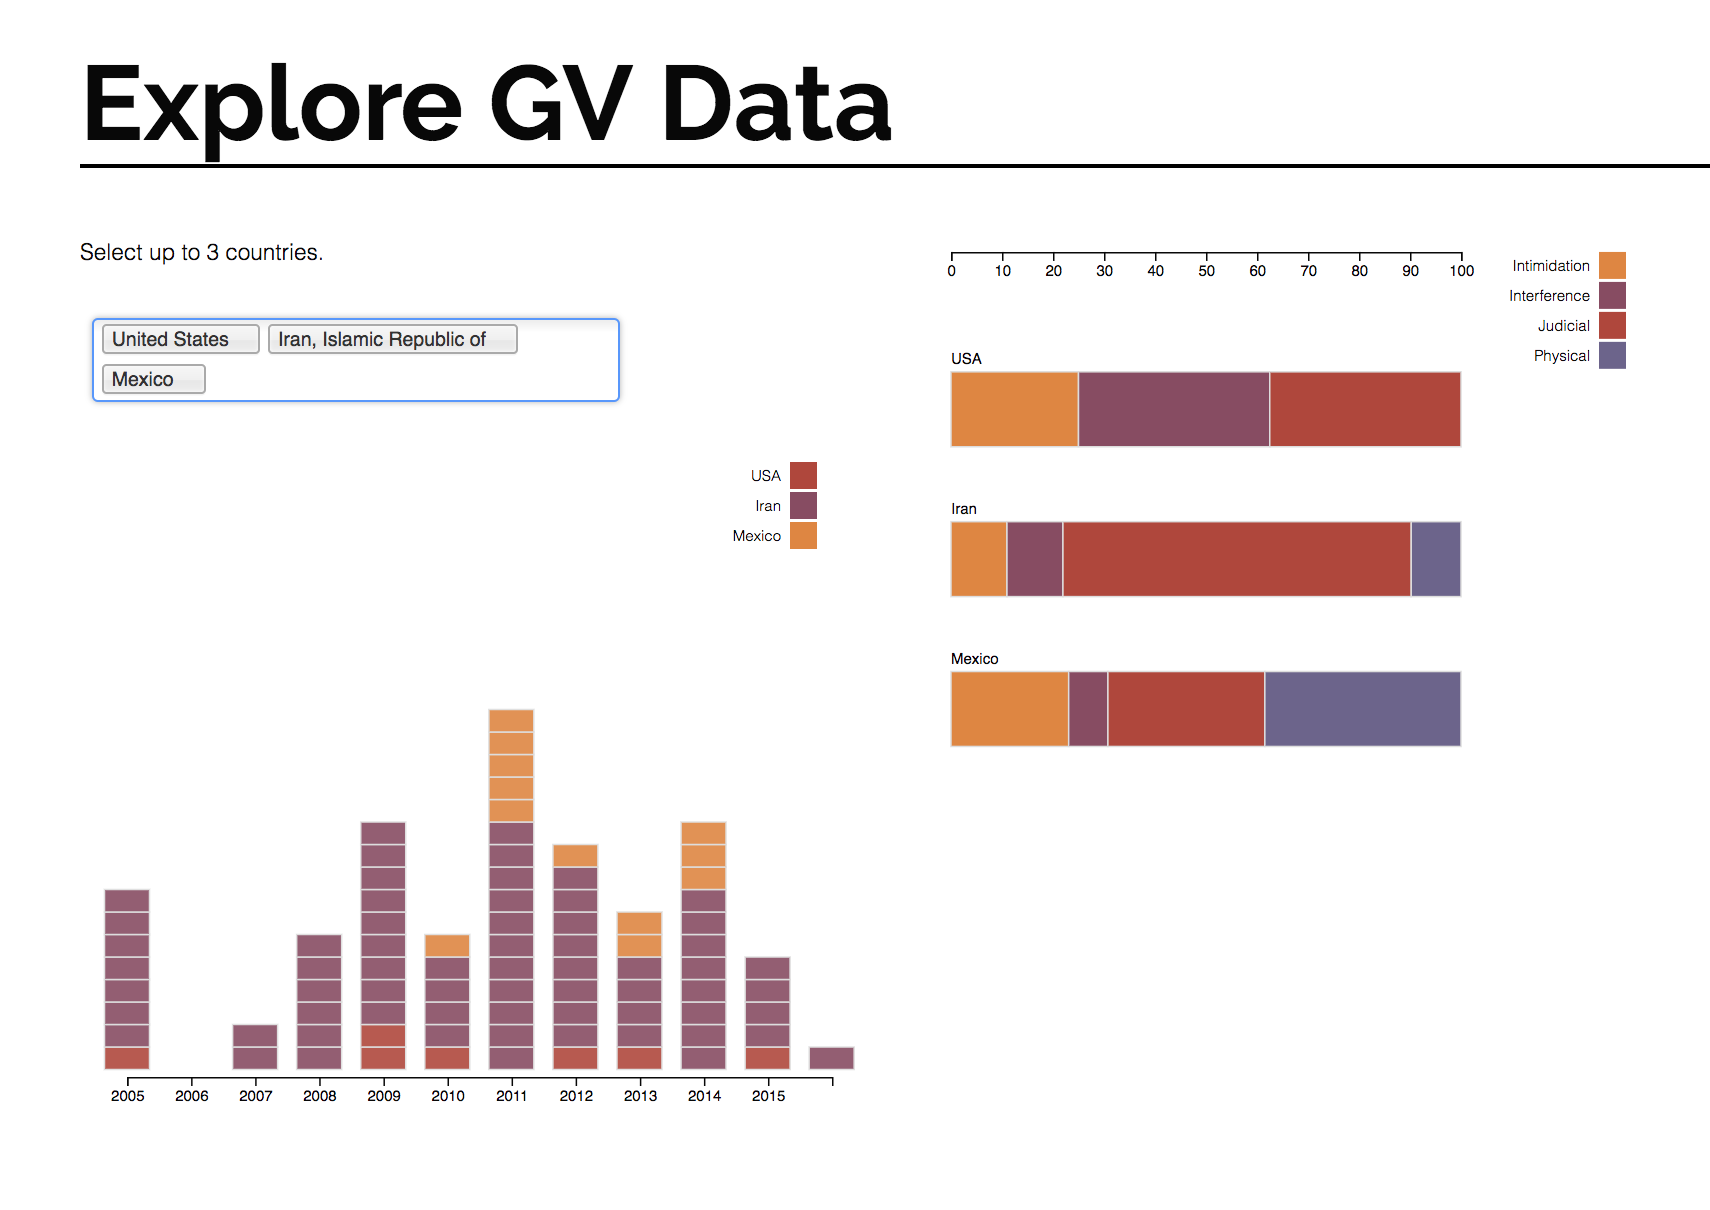 Explore GV Data
Select up to 3 countries.
United States
Iran, Islamic Republic of
Mexico
USA
Iran
Mexico
2005 2006 2007 2008 2009 2010 2011 2012 2013 2014 2015
0 10 20 30 40 50 60 70 80 90 100
Intimidation
Interference
Judicial
Physical
USA
Iran
Mexico